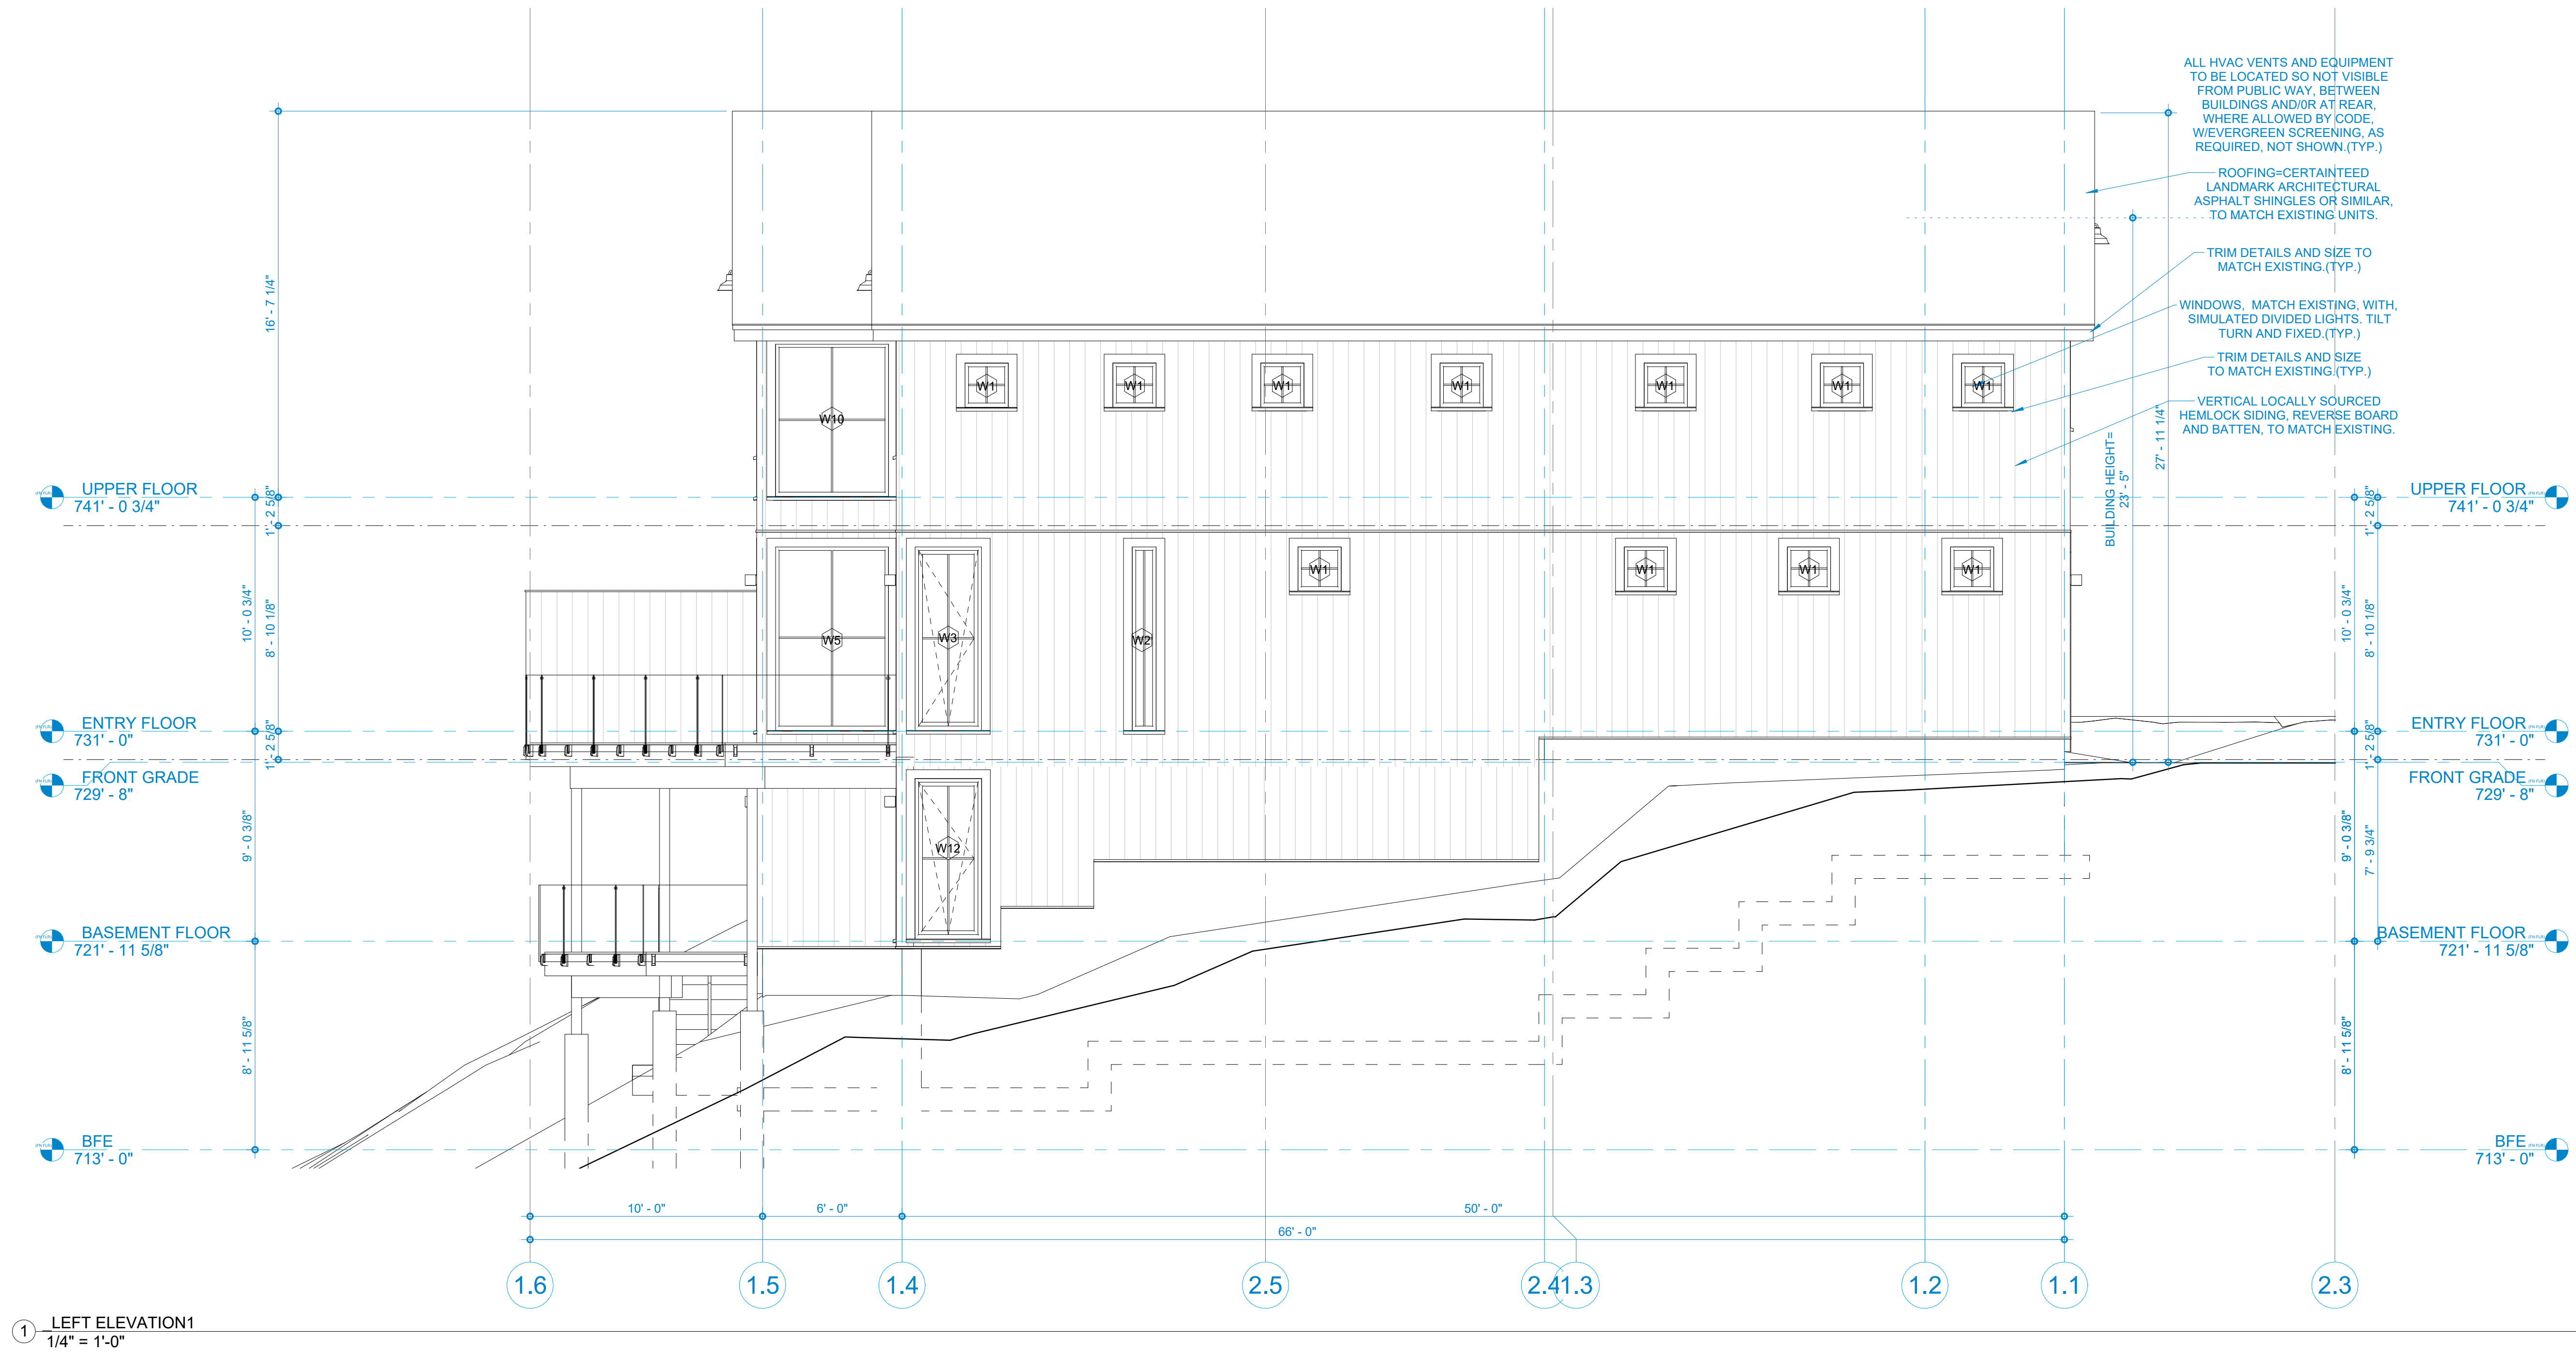 ALL HVAC VENTS AND EQUIPMENT
TO BE LOCATED SO NOT VISIBLE
FROM PUBLIC WAY, BETWEEN
BUILDINGS AND/0R AT REAR,
WHERE ALLOWED BY CODE,
W/EVERGREEN SCREENING, AS
REQUIRED, NOT SHOWN.(TYP.)
ROOFING=CERTAINTEED
LANDMARK ARCHITECTURAL
ASPHALT SHINGLES OR SIMILAR,
TO MATCH EXISTING UNITS.
TRIM DETAILS AND SIZE TO
MATCH EXISTING.(TYP.)
WINDOWS, MATCH EXISTING, WITH,
SIMULATED DIVIDED LIGHTS. TILT
TURN AND FIXED.(TYP.)
TRIM DETAILS AND SIZE
TO MATCH EXISTING.(TYP.)
VERTICAL LOCALLY SOURCED
HEMLOCK SIDING, REVERSE BOARD
AND BATTEN, TO MATCH EXISTING.
16' - 7 1/4"
27' - 11 1/4"
BUILDING HEIGHT=
23' - 5"
W1
W1
W1
W1
W1
W1
W1
W10
UPPER FLOOR
741' - 0 3/4"
1' - 2 5/8"
UPPER FLOOR
741' - 0 3/4"
1' - 2 5/8"
W1
W1
W1
W1
W5
W3
W2
10' - 0 3/4"
8' - 10 1/8"
10' - 0 3/4"
8' - 10 1/8"
ENTRY FLOOR
731' - 0"
1' - 2 5/8"
ENTRY FLOOR
731' - 0"
1' - 2 5/8"
FRONT GRADE
729' - 8"
FRONT GRADE
729' - 8"
9' - 0 3/8"
W12
9' - 0 3/8"
7' - 9 3/4"
BASEMENT FLOOR
721' - 11 5/8"
BASEMENT FLOOR
721' - 11 5/8"
8' - 11 5/8"
8' - 11 5/8"
BFE
713' - 0"
BFE
713' - 0"
10' - 0"
6' - 0"
50' - 0"
66' - 0"
1.6
1.5
1.4
2.5
2.4
1.3
1.2
1.1
2.3
1
_LEFT ELEVATION1
1/4" = 1'-0"